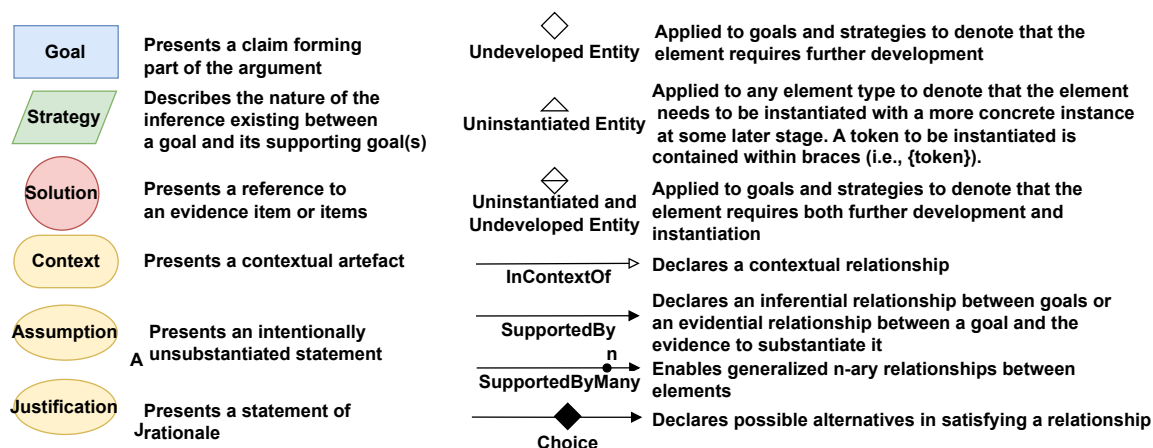 Goal
Presents a claim forming
part of the argument
Strategy
Describes the nature of the
inference existing between
a goal and its supporting goal(s)
Solution
Presents a reference to
an evidence item or items
Context
Presents a contextual artefact
Assumption
A
Presents an intentionally
unsubstantiated statement
Justification
J
Presents a statement of
rationale
Undeveloped Entity
Applied to goals and strategies to denote that the
element requires further development
Uninstantiated Entity
Applied to any element type to denote that the element
needs to be instantiated with a more concrete instance
at some later stage. A token to be instantiated is
contained within braces (i.e., {token}).
Uninstantiated and
Undeveloped Entity
Applied to goals and strategies to denote that the
element requires both further development and
instantiation
InContextOf
Declares a contextual relationship
SupportedBy
Declares an inferential relationship between goals or
an evidential relationship between a goal and the
evidence to substantiate it
n
SupportedByMany
Enables generalized n-ary relationships between
elements
Choice
Declares possible alternatives in satisfying a relationship